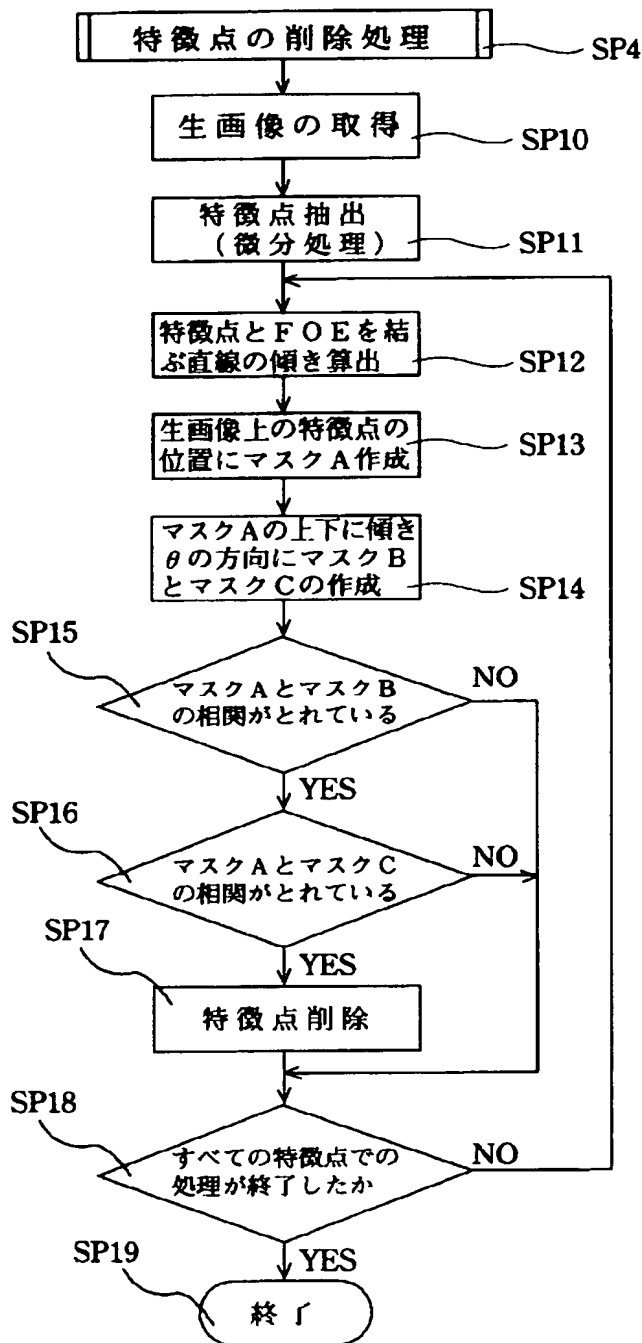 特徴点の削除処理
SP4
生画像の取得
SP10
特徴点抽出
(微分処理)
SP11
特徴点とFOEを結
ぶ直線の傾き算出
SP12
生画像上の特徴点の
位置にマスクA作成
SP13
マスクAの上下に傾き
θの方向にマスクB
とマスクCの作成
SP14
SP15
マスクAとマスクB
の相関がとれている
NO
YES
SP16
マスクAとマスクC
の相関がとれている
NO
YES
SP17
特徴点削除
SP18
すべての特徴点での
処理が終了したか
NO
YES
SP19
終了